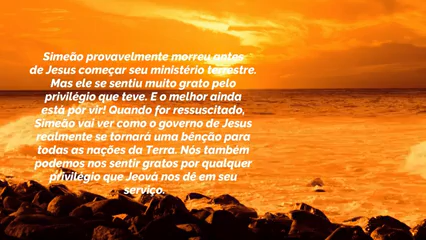 Simeão provavelmente morreu antes
de Jesus começar seu ministério terrestre.
Mas ele se sentiu muito grato pelo
privilégio que teve. E o melhor ainda
está por vir! Quando for ressuscitado,
Simeão vai ver como o governo de Jesus
realmente se tornará uma bênção para
todas as nações da Terra. Nós também
podemos nos sentir gratos por qualquer
privilégio que Jeová nos dê em seu
serviço.